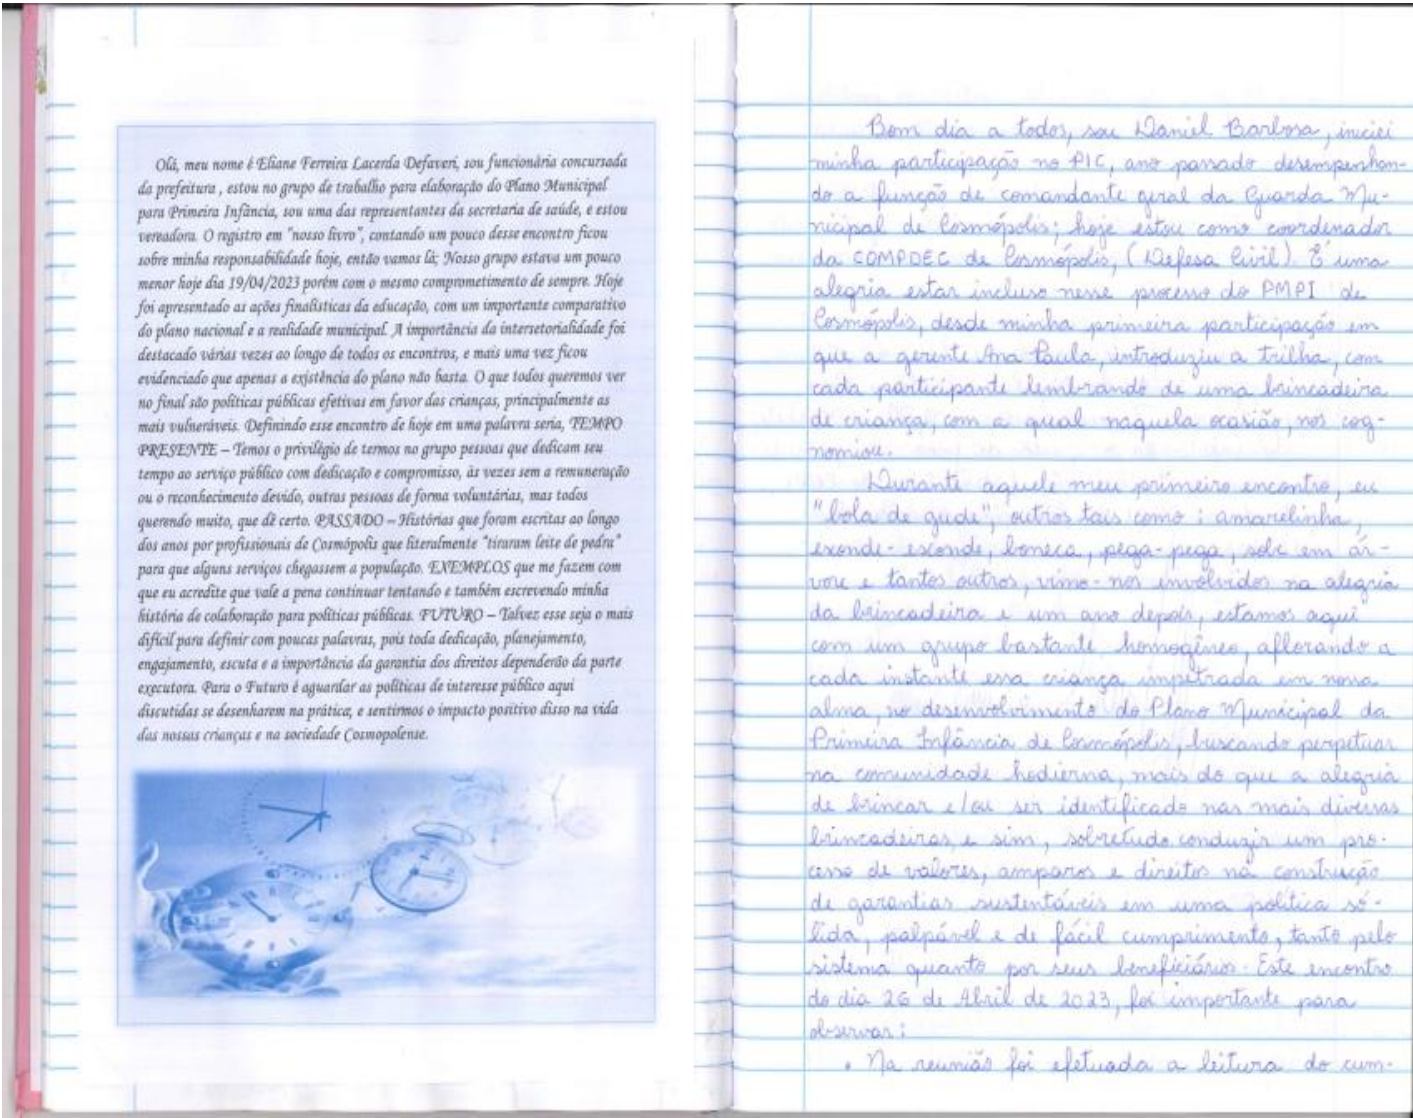 Olá, meu nome é Eliane Ferreira Lacerda Defaveri, sou funcionária concursada
da prefeitura , estou no grupo de trabalho para elaboração do Plano Municipal
para Primeira Infância, sou uma das representantes da secretaria de saúde, e estou
vereadora. O registro em "nosso livro", contando um pouco desse encontro ficou
sobre minha responsabilidade hoje, então vamos lá; Nosso grupo estava um pouco
menor hoje dia 19/04/2023 porém com o mesmo comprometimento de sempre. Hoje
foi apresentado as ações finalísticas da educação, com um importante comparativo
do plano nacional e a realidade municipal. A importância da intersetorialidade foi
destacado várias vezes ao longo de todos os encontros, e mais uma vez ficou
evidenciado que apenas a existência do plano não basta. O que todos queremos ver
no final são políticas públicas efetivas em favor das crianças, principalmente as
mais vulneráveis. Definindo esse encontro de hoje em uma palavra seria, TEMPO
PRESENTE – Temos o privilégio de termos no grupo pessoas que dedicam seu
tempo ao serviço público com dedicação e compromisso, às vezes sem a remuneração
ou o reconhecimento devido, outras pessoas de forma voluntárias, mas todos
querendo muito, que dê certo. PASSADO – Histórias que foram escritas ao longo
dos anos por profissionais de Cosmópolis que literalmente "tiraram leite de pedra"
para que alguns serviços chegassem a população. EXEMPLOS que me fazem com
que eu acredite que vale a pena continuar tentando e também escrevendo minha
história de colaboração para políticas públicas. FUTURO – Talvez esse seja o mais
difícil para definir com poucas palavras, pois toda dedicação, planejamento,
engajamento, escuta e a importância da garantia dos direitos dependerão da parte
executora. Para o Futuro é aguardar as políticas de interesse público aqui
discutidas se desenharem na prática, e sentirmos o impacto positivo disso na vida
das nossas crianças e na sociedade Cosmopolense.
Bom dia a todos, sou Daniel Barbosa, iniciei
minha participação no PIC, ano passado desempenhan-
do a função de comandante geral da Guarda Mu-
nicipal de Cosmópolis; hoje estou como coordenador
da COMPDEC de Cosmópolis, (Defesa Civil). É uma
alegria estar incluso nesse processo do PMPI de
Cosmópolis, desde minha primeira participação em
que a gerente Ana Paula, introduziu a trilha, com
cada participante lembrando de uma brincadeira
de criança, com a qual naquela ocasião, nos cog-
nomiou.
Durante aquele meu primeiro encontro, eu
"bola de gude", outros tais como: amarelinha,
esconde-esconde, boneca, pega-pega, sobe em ár-
vore e tantos outros, vimo-nos envolvidos na alegria
da brincadeira e um ano depois, estamos aqui
com um grupo bastante homogêneo, aflorando a
cada instante essa criança impetrada em nossa
alma, no desenvolvimento do Plano Municipal da
Primeira Infância de Cosmópolis, buscando perpetuar
na comunidade hodierna, mais do que a alegria
de brincar e/ou ser identificado nas mais diversas
brincadeiras, e sim, sobretudo conduzir um pro-
cesso de valores, amparos e direitos na construção
de garantias sustentáveis em uma política só-
lida, palpável e de fácil cumprimento, tanto pelo
sistema quanto por seus beneficiários. Este encontro
do dia 26 de Abril de 2023, foi importante para
observar:
• Na reunião foi efetuada a leitura do cum-